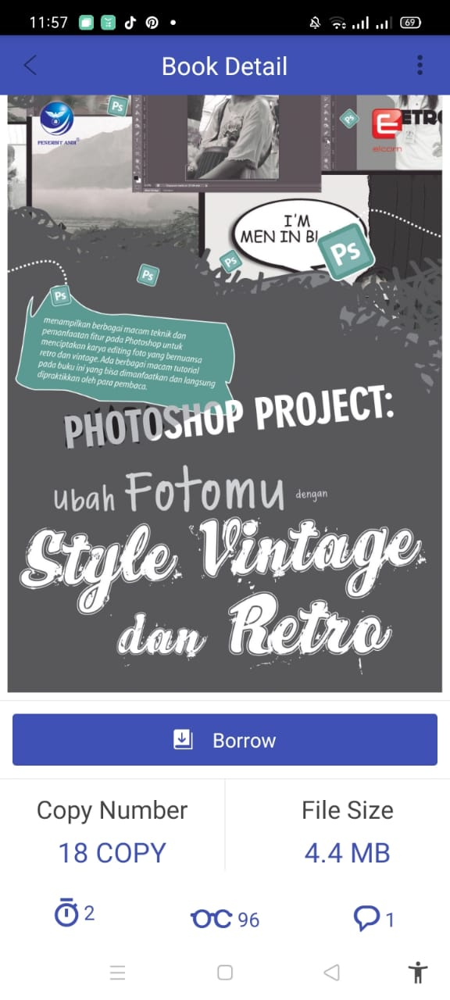 11:57
69
Book Detail
PENERBIT ANDI
Ps
Ps
ETRO
elcom
I'M
MEN IN BL
Ps
Ps
Ps
Ps
menampilkan berbagai macam teknik dan
pemanfaatan fitur pada Photoshop untuk
menciptakan karya editing foto yang bernuansa
retro dan vintage. Ada berbagai macam tutorial
pada buku ini yang bisa dimanfaatkan dan langsung
dipraktikkan oleh para pembaca.
PHOTOSHOP PROJECT:
Ubah Fotomu dengan
Style Vintage
dan Retro
Borrow
Copy Number
File Size
18 COPY
4.4 MB
2
96
1